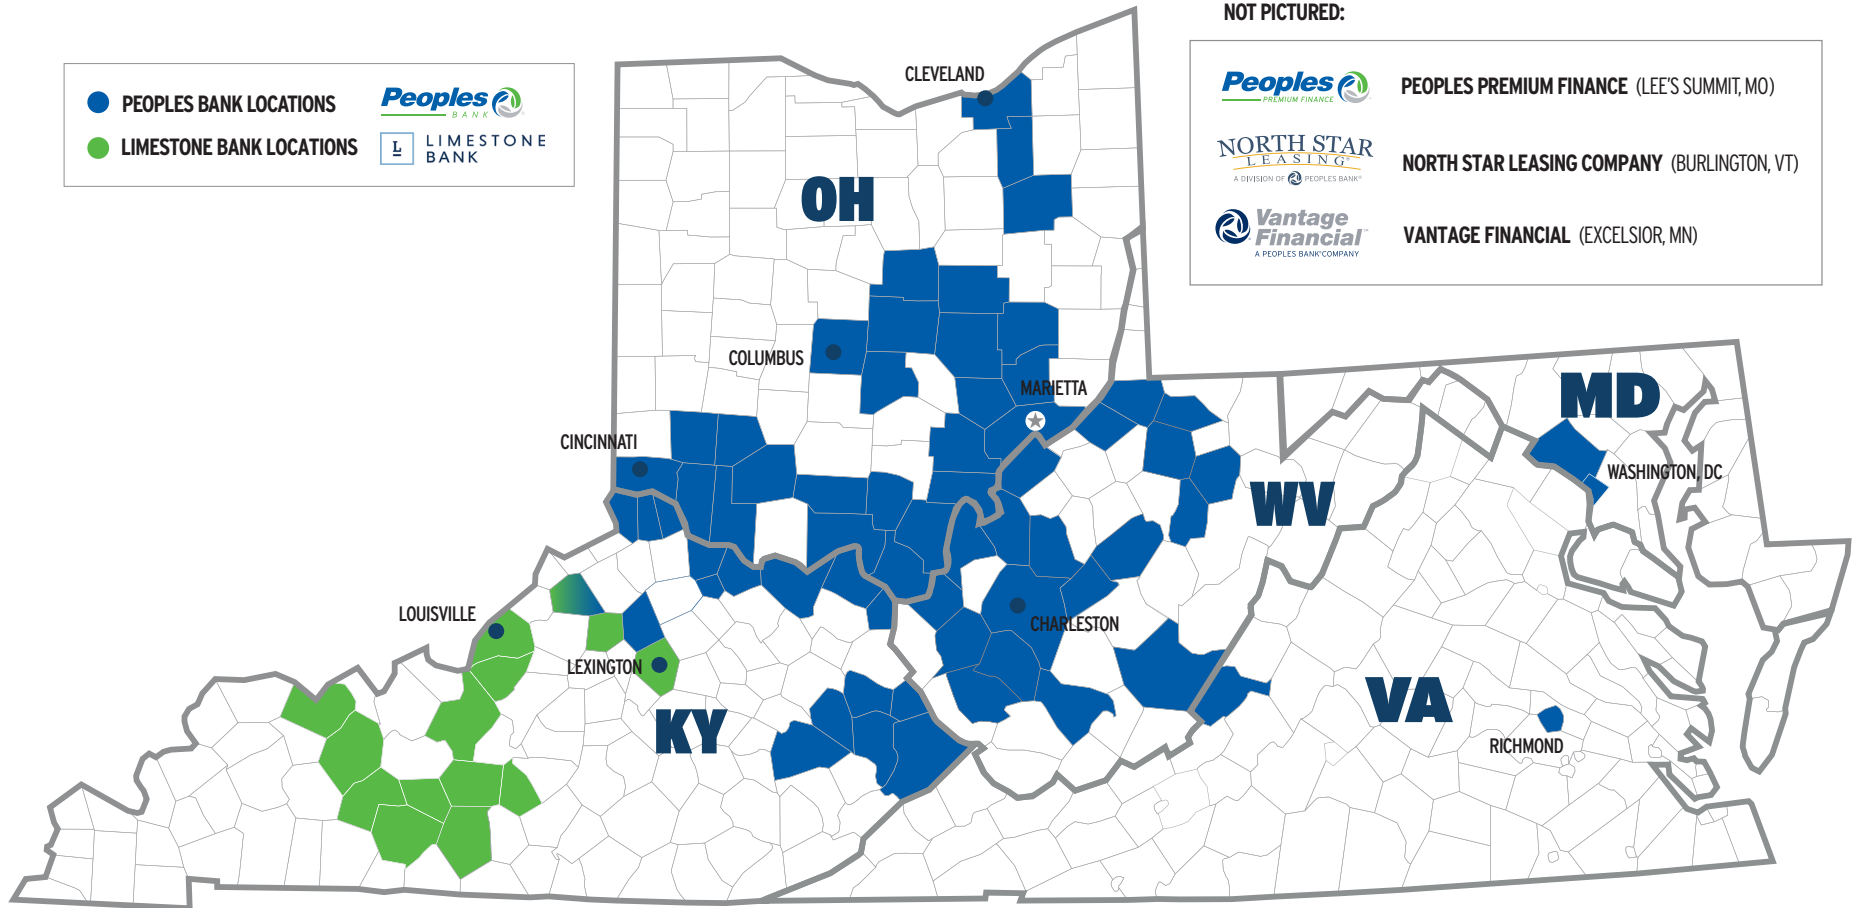 NOT PICTURED:
PEOPLES BANK LOCATIONS
Peoples
BANK
LIMESTONE BANK LOCATIONS
L
LIMESTONE
BANK
Peoples
PREMIUM FINANCE
PEOPLES PREMIUM FINANCE (LEE'S SUMMIT, MO)
NORTH STAR
LEASING
A DIVISION OF PEOPLES BANK®
NORTH STAR LEASING COMPANY (BURLINGTON, VT)
Vantage
Financial™
A PEOPLES BANK® COMPANY
VANTAGE FINANCIAL (EXCELSIOR, MN)
CLEVELAND
OH
COLUMBUS
MARIETTA
MD
CINCINNATI
WASHINGTON, DC
WV
LOUISVILLE
CHARLESTON
LEXINGTON
VA
KY
RICHMOND